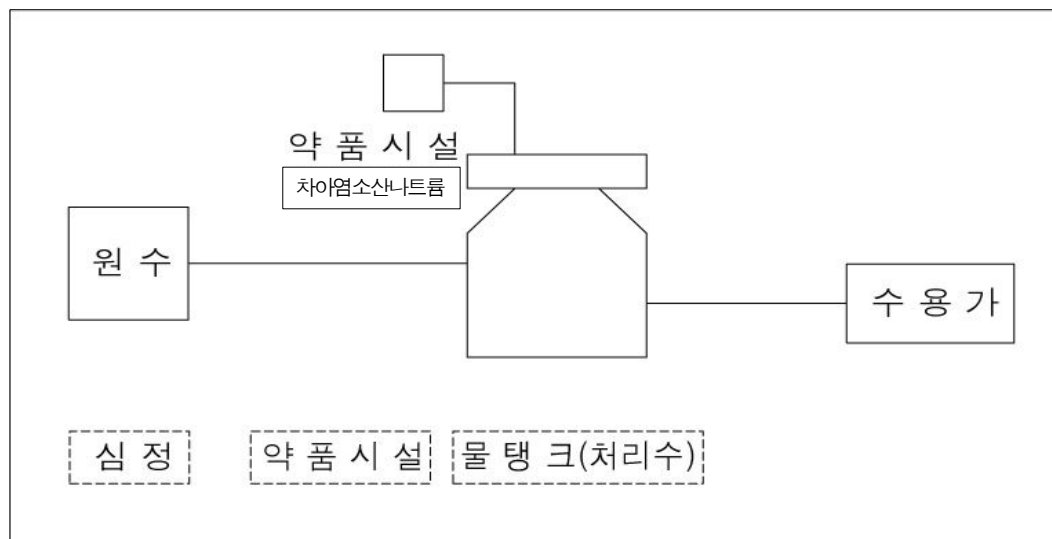 약 품 시 설
차아염소산나트륨
원 수
수 용 가
심 정
약 품 시 설
물 탱 크(처리수)